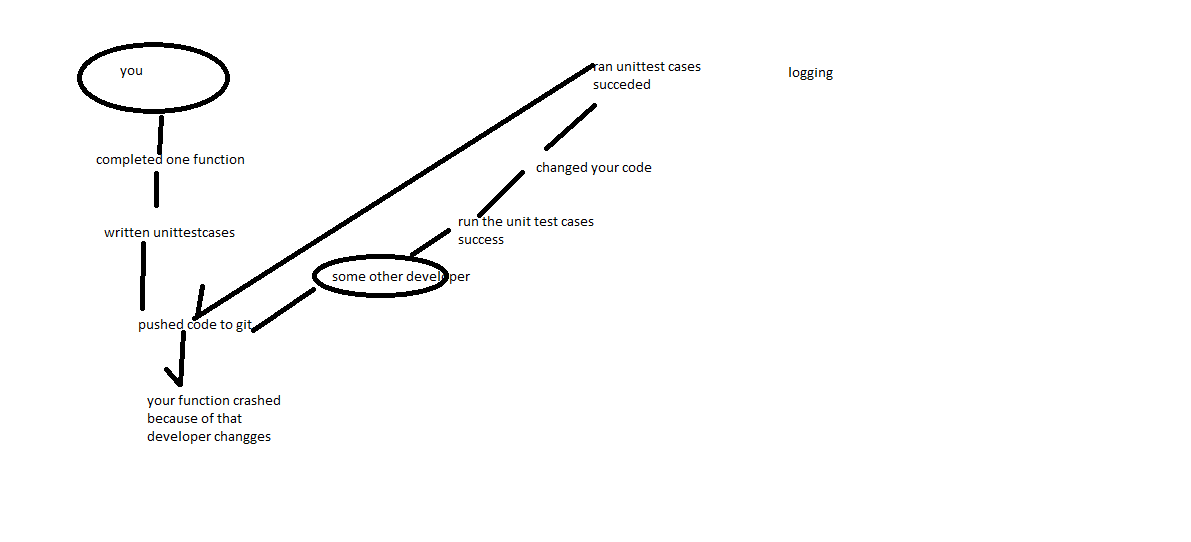 you
completed one function
written unittestcases
pushed code to git
your function crashed
because of that
developer changges
some other developer
run the unit test cases
success
changed your code
ran unittest cases
succeded
logging